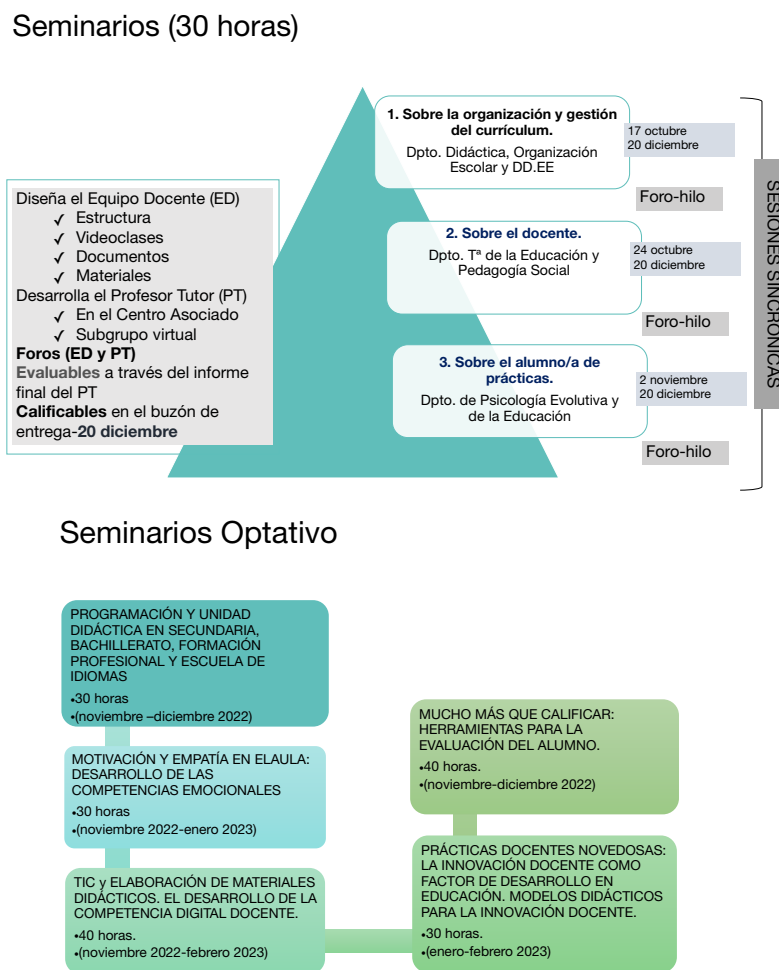 Seminarios (30 horas)
Diseña el Equipo Docente (ED)
✓ Estructura
✓ Videoclases
✓ Documentos
✓ Materiales
Desarrolla el Profesor Tutor (PT)
✓ En el Centro Asociado
✓ Subgrupo virtual
Foros (ED y PT)
Evaluables a través del informe
final del PT
Calificables en el buzón de
entrega-20 diciembre
1. Sobre la organización y gestión
del currículum.
Dpto. Didáctica, Organización
Escolar y DD.EE
17 octubre
20 diciembre
Foro-hilo
2. Sobre el docente.
Dpto. Tª de la Educación y
Pedagogía Social
24 octubre
20 diciembre
Foro-hilo
3. Sobre el alumno/a de
prácticas.
Dpto. de Psicología Evolutiva y
de la Educación
2 noviembre
20 diciembre
Foro-hilo
SESIONES SINCRÓNICAS
Seminarios Optativo
PROGRAMACIÓN Y UNIDAD
DIDÁCTICA EN SECUNDARIA,
BACHILLERATO, FORMACIÓN
PROFESIONAL Y ESCUELA DE
IDIOMAS
•30 horas
•(noviembre –diciembre 2022)
MOTIVACIÓN Y EMPATÍA EN ELAULA:
DESARROLLO DE LAS
COMPETENCIAS EMOCIONALES
•30 horas
•(noviembre 2022-enero 2023)
TIC y ELABORACIÓN DE MATERIALES
DIDÁCTICOS. EL DESARROLLO DE LA
COMPETENCIA DIGITAL DOCENTE.
•40 horas.
•(noviembre 2022-febrero 2023)
MUCHO MÁS QUE CALIFICAR:
HERRAMIENTAS PARA LA
EVALUACIÓN DEL ALUMNO.
•40 horas.
•(noviembre-diciembre 2022)
PRÁCTICAS DOCENTES NOVEDOSAS:
LA INNOVACIÓN DOCENTE COMO
FACTOR DE DESARROLLO EN
EDUCACIÓN. MODELOS DIDÁCTICOS
PARA LA INNOVACIÓN DOCENTE.
•30 horas.
•(enero-febrero 2023)